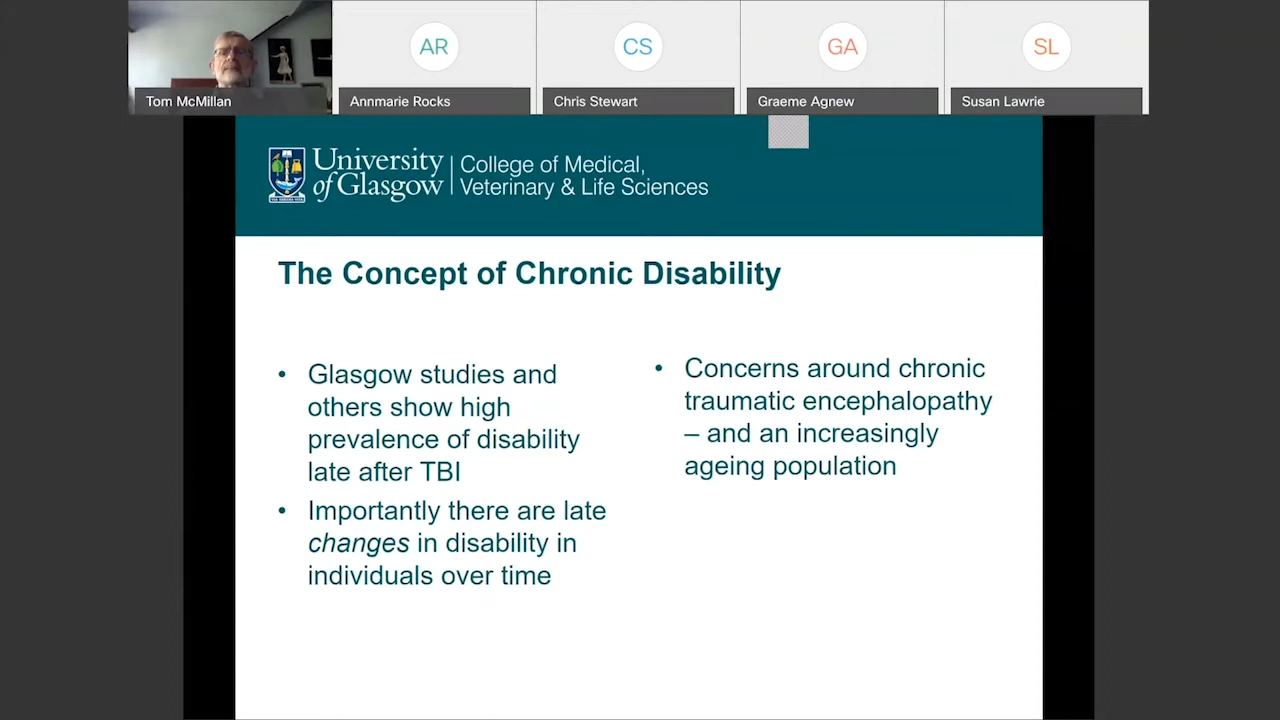 AR
CS
GA
SL
Tom McMillan
Annmarie Rocks
Chris Stewart
Graeme Agnew
Susan Lawrie
University
of Glasgow
College of Medical,
Veterinary & Life Sciences
The Concept of Chronic Disability
• Glasgow studies and
others show high
prevalence of disability
late after TBI
• Importantly there are late
changes in disability in
individuals over time
• Concerns around chronic
traumatic encephalopathy
– and an increasingly
ageing population